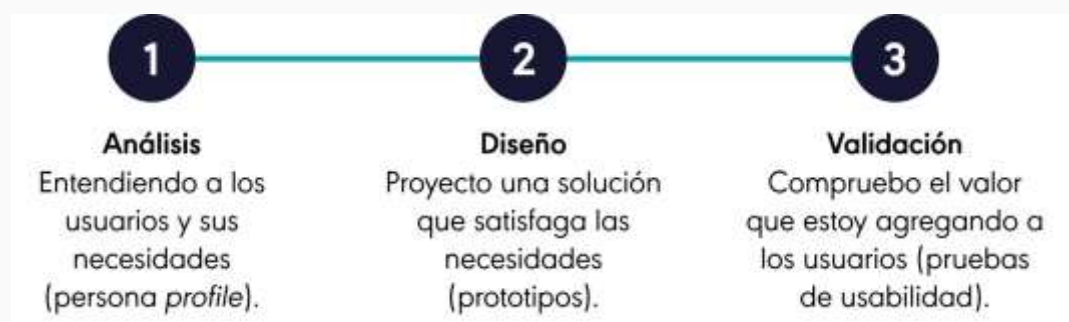 1
Análisis
Entendiendo a los
usuarios y sus
necesidades
(persona profile).
2
Diseño
Proyecto una solución
que satisfaga las
necesidades
(prototipos).
3
Validación
Compruebo el valor
que estoy agregando a
los usuarios (pruebas
de usabilidad).